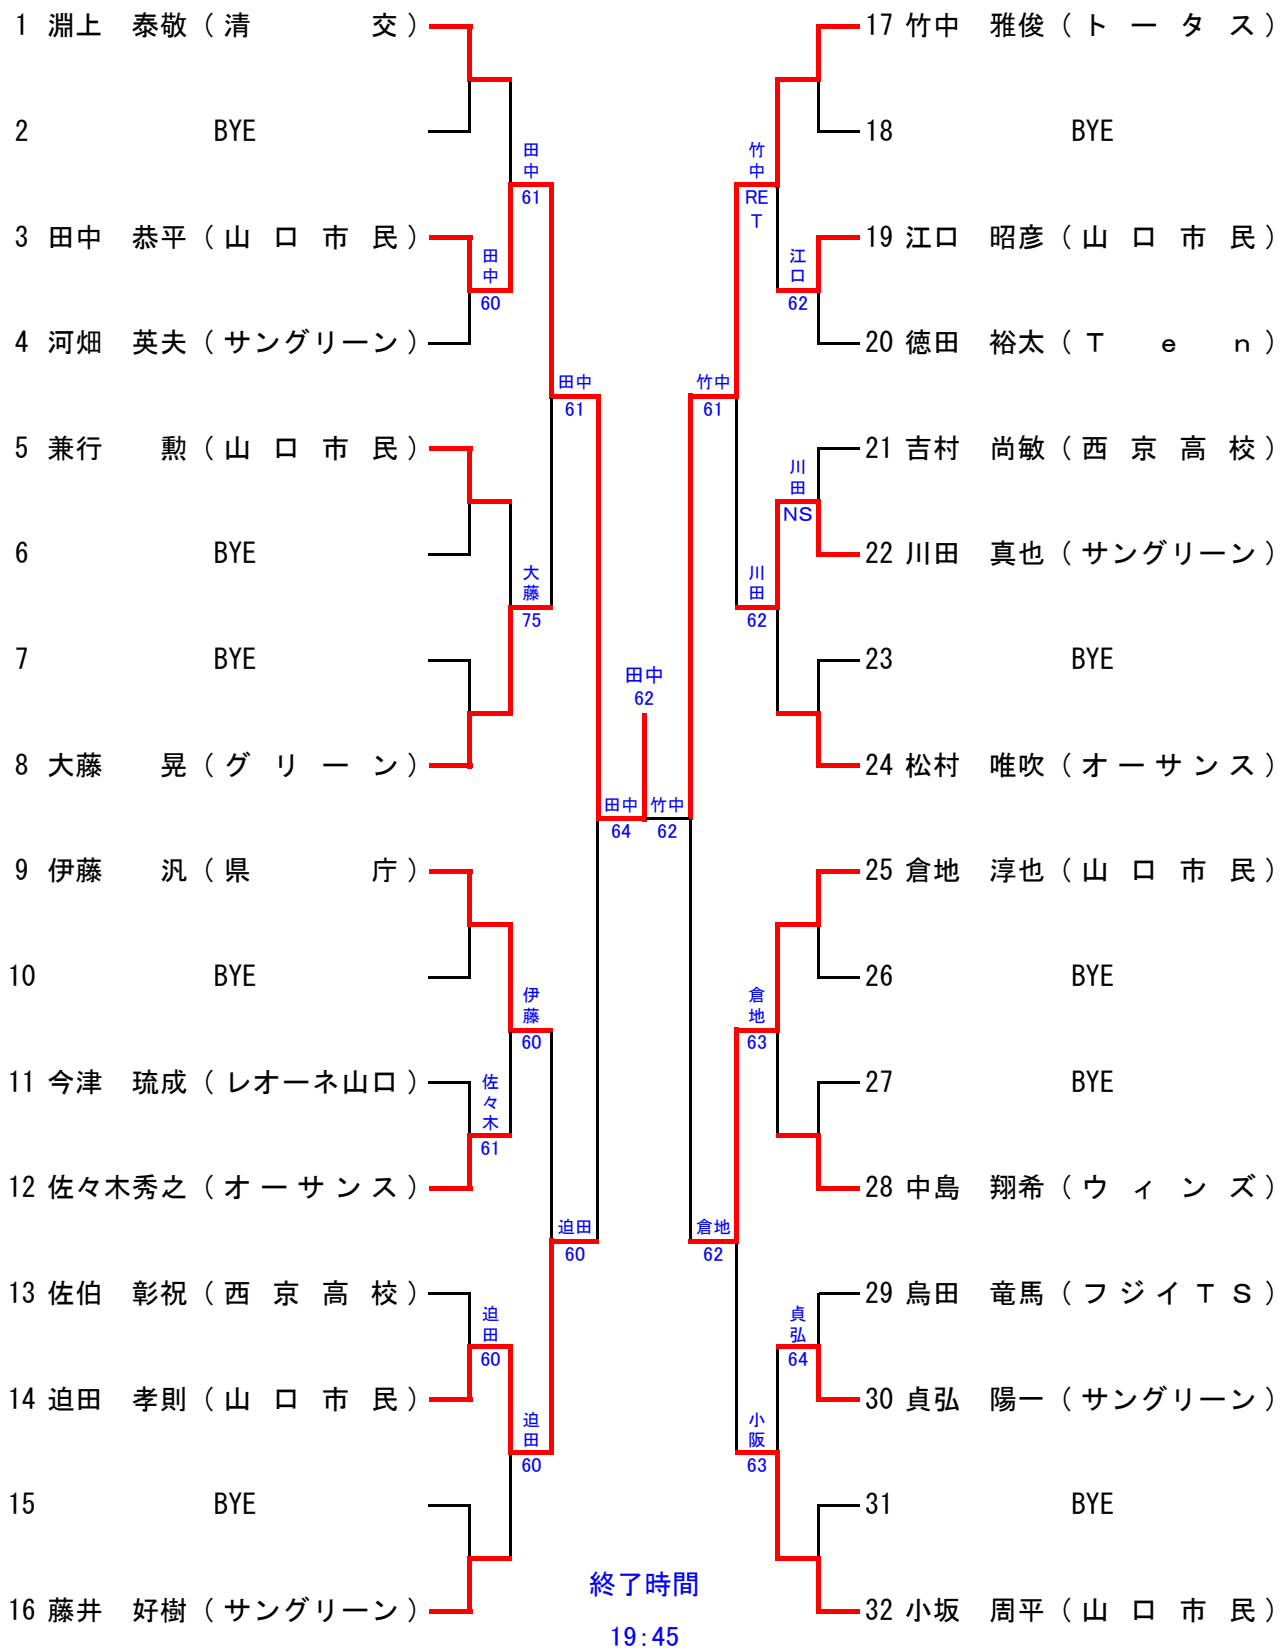 1 淵上 泰敬 ( 清 交 )
2 BYE
3 田中 恭平 ( 山 口 市 民 )
4 河畑 英夫 ( サングリーン )
5 兼行 勲 ( 山 口 市 民 )
6 BYE
7 BYE
8 大藤 晃 ( グ リ ー ン )
9 伊藤 汎 ( 県 庁 )
10 BYE
11 今津 琉成 ( レオーネ山口 )
12 佐々木秀之 ( オーサンス )
13 佐伯 彰祝 ( 西 京 高 校 )
14 迫田 孝則 ( 山 口 市 民 )
15 BYE
16 藤井 好樹 ( サングリーン )
田中
60
佐々木
61
迫田
60
田中
61
大藤
75
伊藤
60
迫田
60
田中
61
迫田
60
田中
64
田中
62
竹中
62
竹中
61
倉地
62
竹中
RE
T
川田
62
倉地
63
小阪
63
江口
62
川田
NS
貞弘
64
17 竹中 雅俊 ( ト ー タ ス )
18 BYE
19 江口 昭彦 ( 山 口 市 民 )
20 徳田 裕太 ( T e n )
21 吉村 尚敏 ( 西 京 高 校 )
22 川田 真也 ( サングリーン )
23 BYE
24 松村 唯吹 ( オーサンス )
25 倉地 淳也 ( 山 口 市 民 )
26 BYE
27 BYE
28 中島 翔希 ( ウ ィ ン ズ )
29 烏田 竜馬 ( フジイTS )
30 貞弘 陽一 ( サングリーン )
31 BYE
32 小坂 周平 ( 山 口 市 民 )
終了時間
19:45